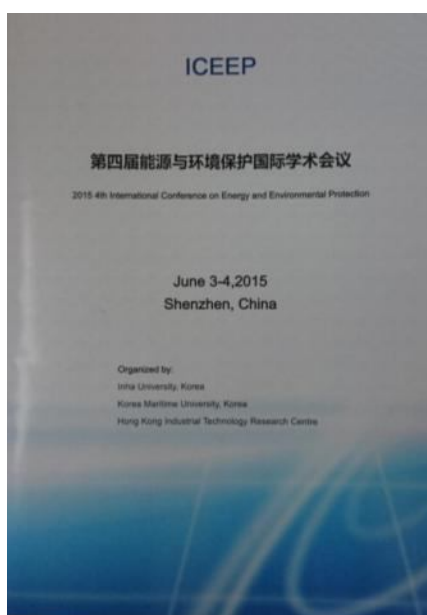 ICEEP
第四届能源与环境保护国际学术会议
2015 4th International Conference on Energy and Environmental Protection
June 3-4,2015
Shenzhen, China
Organized by:
Inha University, Korea
Korea Maritime University, Korea
Hong Kong Industrial Technology Research Centre